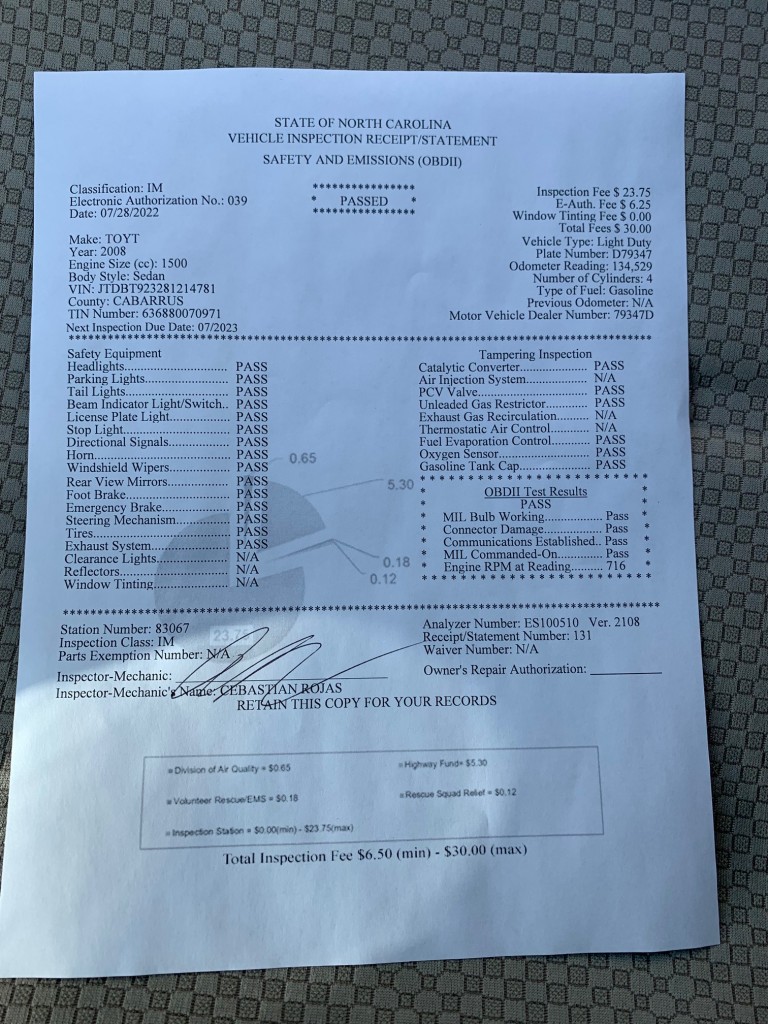 STATE OF NORTH CAROLINA
VEHICLE INSPECTION RECEIPT/STATEMENT
SAFETY AND EMISSIONS (OBDII)
Classification: IM
Electronic Authorization No.: 039
Date: 07/28/2022
****************
* PASSED *
****************
Inspection Fee $ 23.75
E-Auth. Fee $ 6.25
Window Tinting Fee $ 0.00
Total Fees $ 30.00
Make: TOYT
Year: 2008
Engine Size (cc): 1500
Body Style: Sedan
VIN: JTDBT923281214781
County: CABARRUS
TIN Number: 636880070971
Next Inspection Due Date: 07/2023
Vehicle Type: Light Duty
Plate Number: D79347
Odometer Reading: 134,529
Number of Cylinders: 4
Type of Fuel: Gasoline
Previous Odometer: N/A
Motor Vehicle Dealer Number: 79347D
Safety Equipment
Headlights............................ PASS
Parking Lights....................... PASS
Tail Lights............................. PASS
Beam Indicator Light/Switch.. PASS
License Plate Light................. PASS
Stop Light.............................. PASS
Directional Signals................. PASS
Horn....................................... PASS
Windshield Wipers................. PASS
Rear View Mirrors.................. PASS
Foot Brake.............................. PASS
Emergency Brake................... PASS
Steering Mechanism............... PASS
Tires....................................... PASS
Exhaust System...................... PASS
Clearance Lights..................... N/A
Reflectors............................... N/A
Window Tinting..................... N/A
Tampering Inspection
Catalytic Converter.................. PASS
Air Injection System................ N/A
PCV Valve.............................. PASS
Unleaded Gas Restrictor........... PASS
Exhaust Gas Recirculation........ N/A
Thermostatic Air Control.......... N/A
Fuel Evaporation Control.......... PASS
Oxygen Sensor........................ PASS
Gasoline Tank Cap................... PASS
OBDII Test Results
PASS
MIL Bulb Working................ Pass
Connector Damage................ Pass
Communications Established.. Pass
MIL Commanded-On............ Pass
Engine RPM at Reading......... 716
0.65
5.30
0.18
0.12
23.75
Station Number: 83067
Inspection Class: IM
Parts Exemption Number: N/A
Inspector-Mechanic:
Inspector-Mechanic's Name: CEBASTIAN ROJAS
Analyzer Number: ES100510 Ver. 2108
Receipt/Statement Number: 131
Waiver Number: N/A
Owner's Repair Authorization:
RETAIN THIS COPY FOR YOUR RECORDS
Division of Air Quality = $0.65
Highway Fund= $5.30
Volunteer Rescue/EMS = $0.18
Rescue Squad Relief = $0.12
Inspection Station = $0.00(min) - $23.75(max)
Total Inspection Fee $6.50 (min) - $30.00 (max)